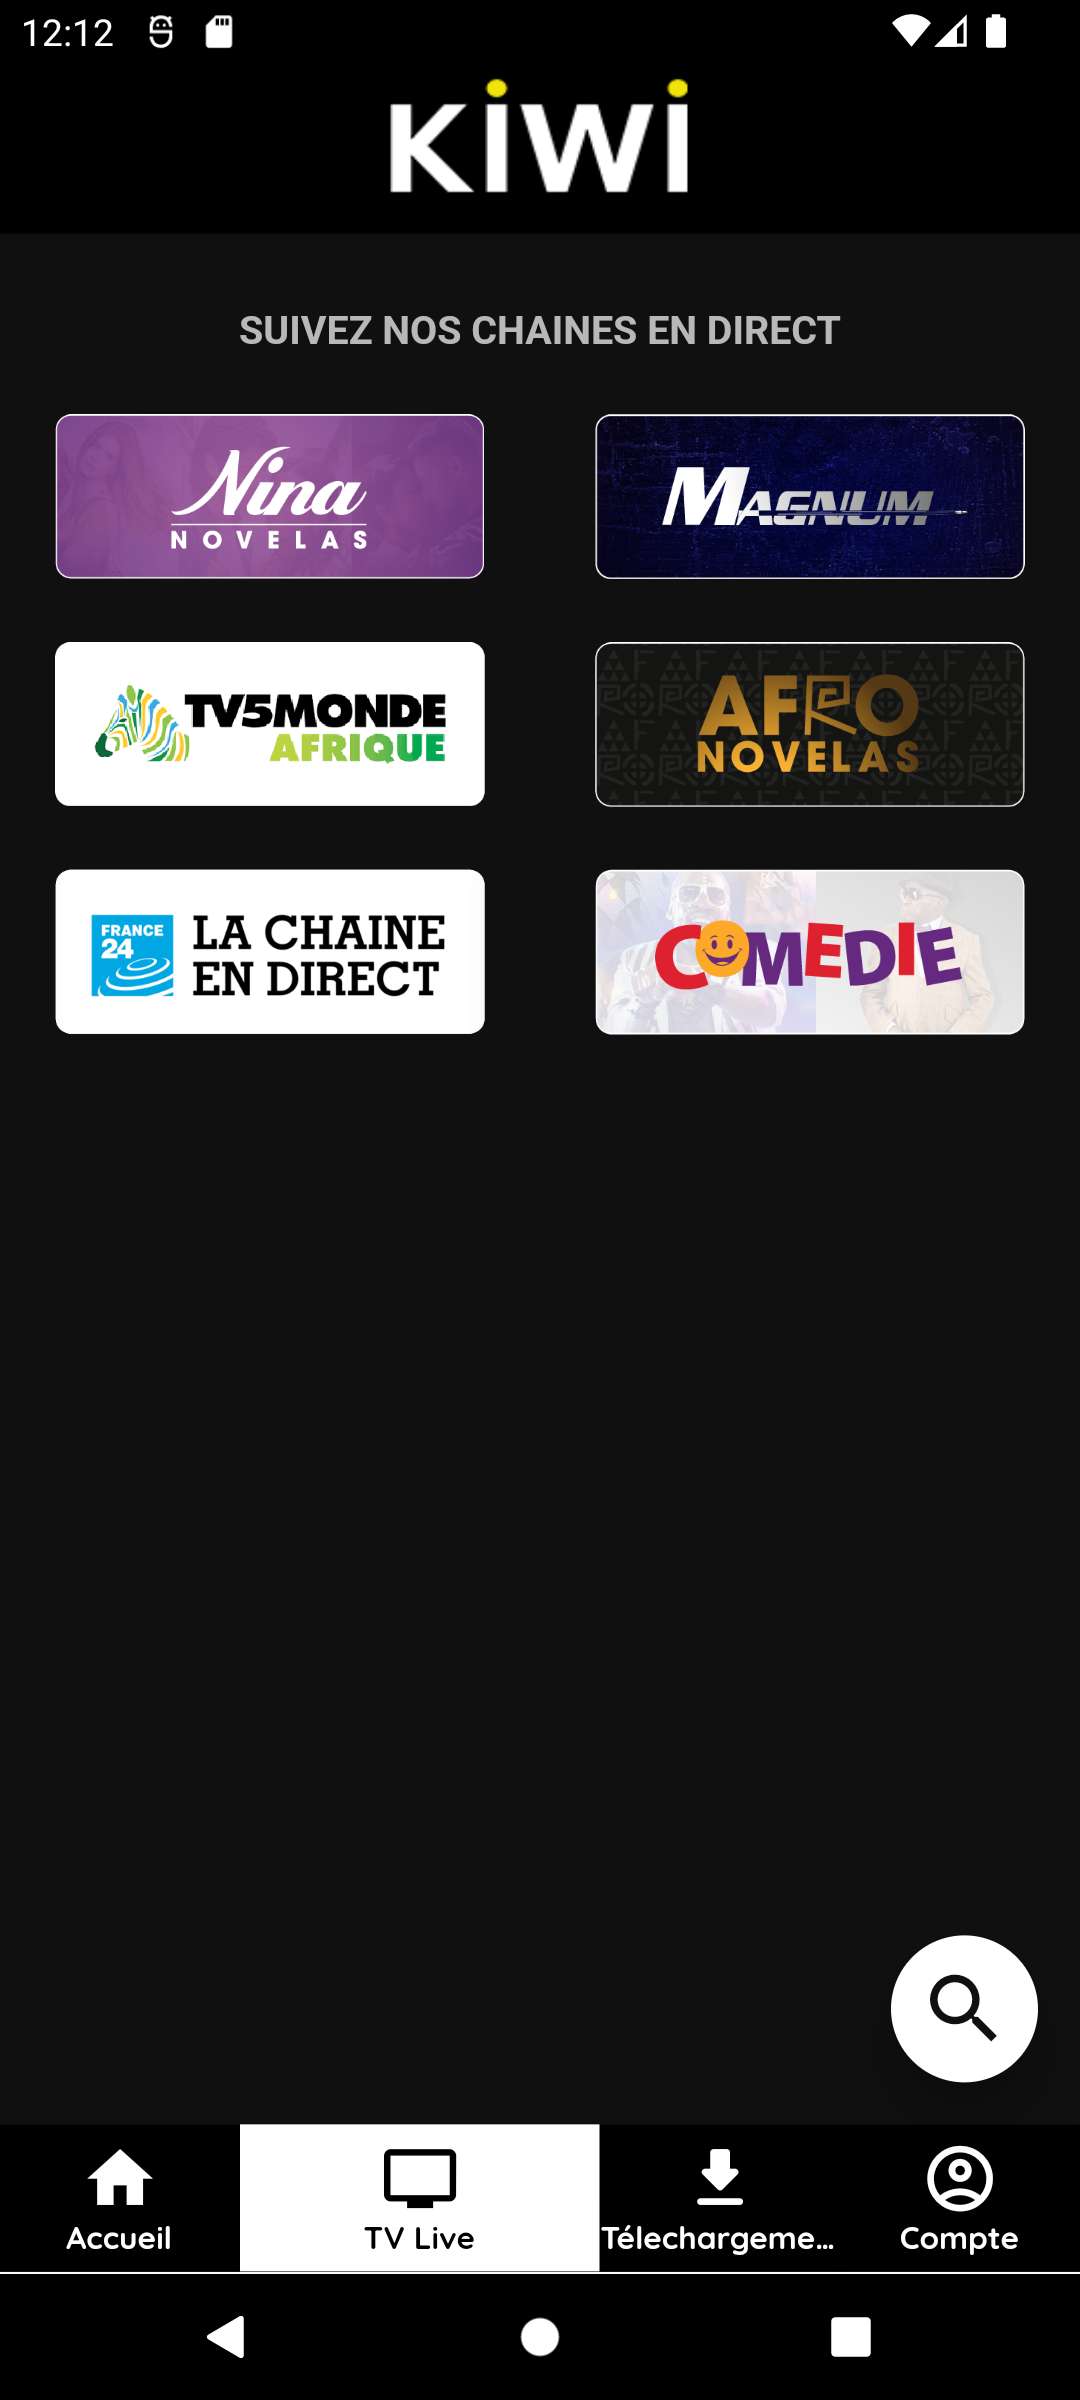 12:12
KiWi
SUIVEZ NOS CHAINES EN DIRECT
Nina
NOVELAS
MAGNUM
TV5MONDE
AFRIQUE
AFRO
NOVELAS
FRANCE
24
LA CHAINE
EN DIRECT
COMEDIE
Accueil
TV Live
Télechargeme...
Compte